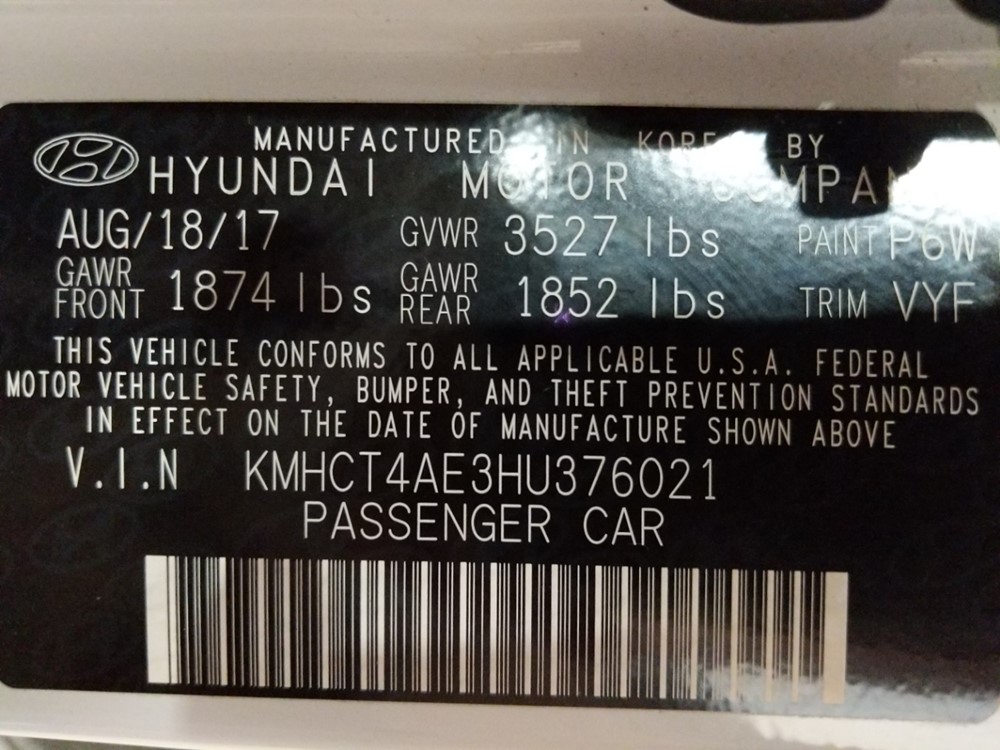 MANUFACTURED IN KOREA BY
HYUNDAI MOTOR COMPANY
AUG/18/17 GVWR 3527 lbs PAINT P6W
GAWR FRONT 1874 lbs GAWR REAR 1852 lbs TRIM VYF
THIS VEHICLE CONFORMS TO ALL APPLICABLE U.S.A. FEDERAL
MOTOR VEHICLE SAFETY, BUMPER, AND THEFT PREVENTION STANDARDS
IN EFFECT ON THE DATE OF MANUFACTURE SHOWN ABOVE
V.I.N KMHCT4AE3HU376021
PASSENGER CAR